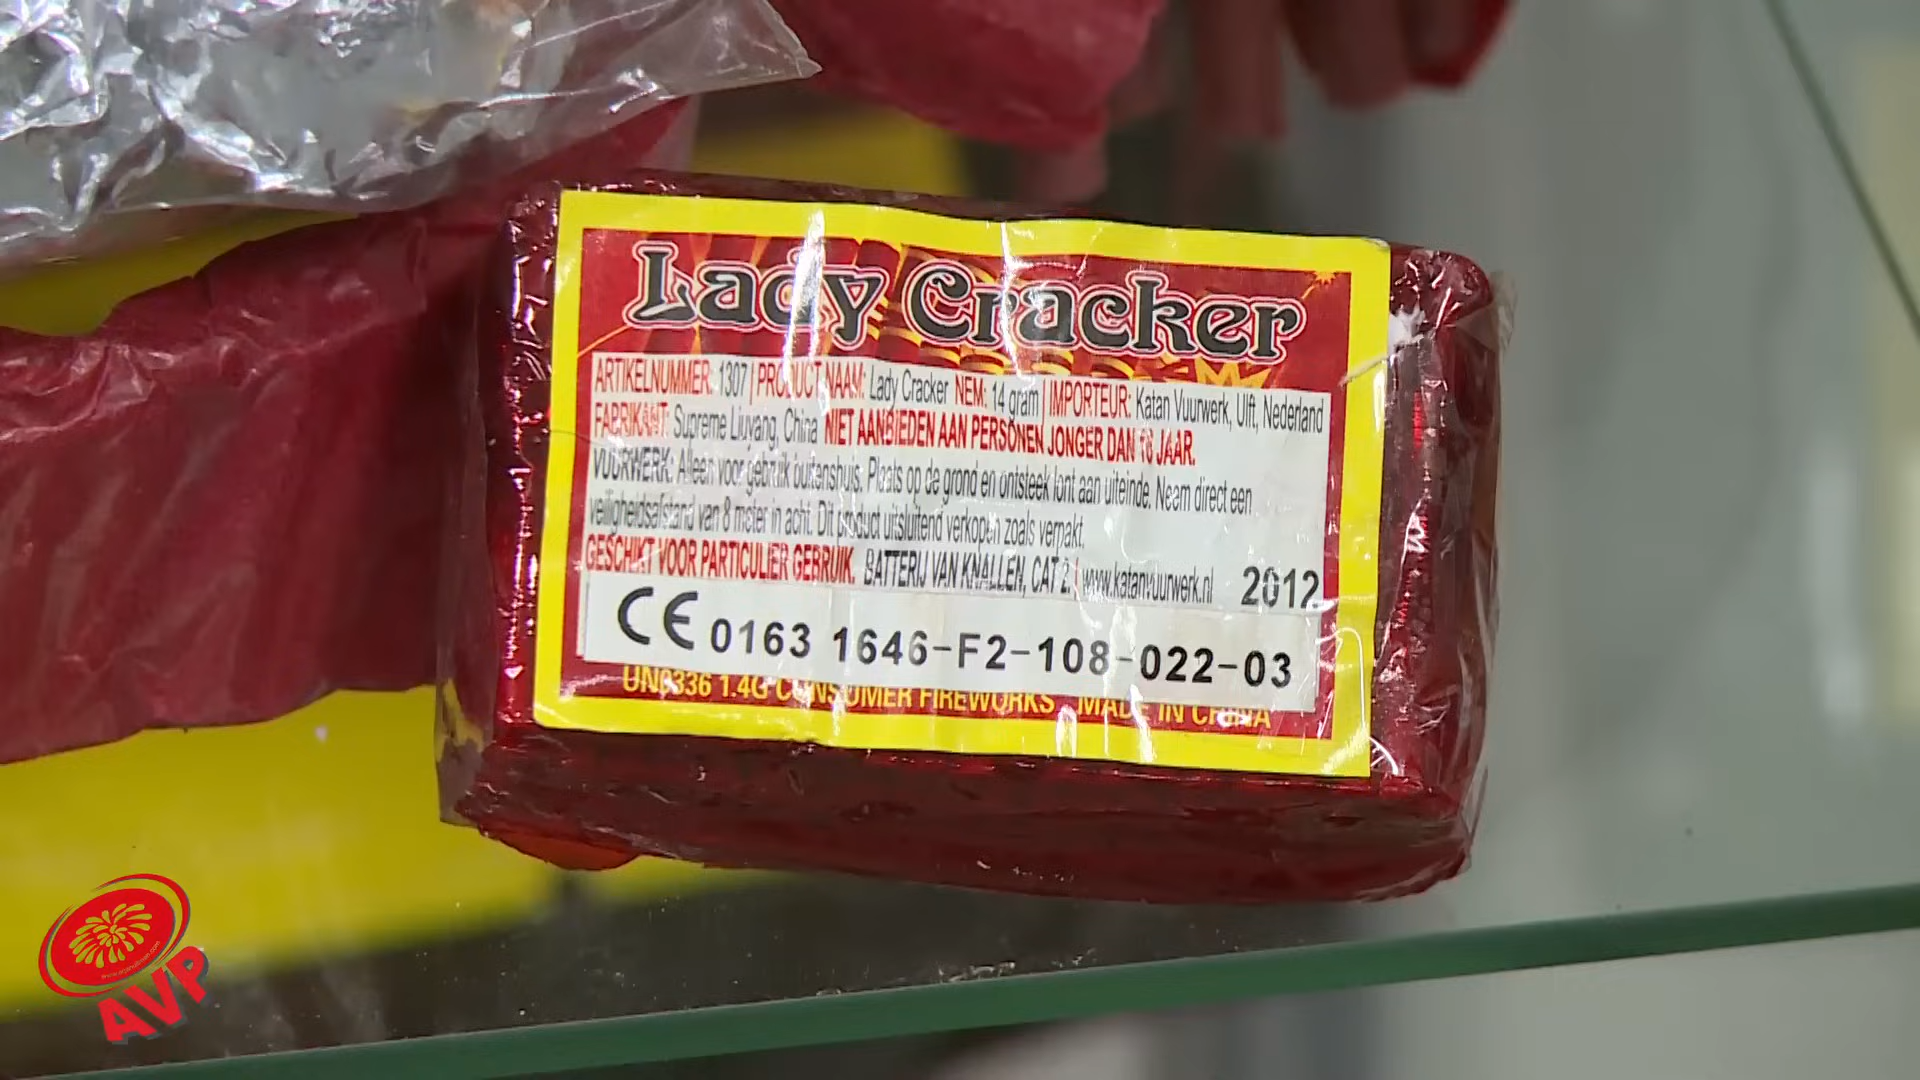 Lady Cracker
ARTIKELNUMMER: 1307 | PRODUCT NAAM: Lady Cracker NEM: 14 gram | IMPORTEUR: Katan Vuurwerk, Ulft, Nederland
FABRIKANT: Supreme Liuyang, China NIET AANBIEDEN AAN PERSONEN JONGER DAN 16 JAAR.
VUURWERK: Alleen voor gebruik buitenshuis. Plaats op de grond en ontsteek lont aan uiteinde. Neem direct een
veiligheidsafstand van 8 meter in acht. Dit product uitsluitend verkopen zoals verpakt.
GESCHIKT VOOR PARTICULIER GEBRUIK. BATTERIJ VAN KNALLEN, CAT 2. | www.katanvuurwerk.nl 2012
CE 0163 1646-F2-108-022-03
UN0336 1.4G CONSUMER FIREWORKS MADE IN CHINA
AVP